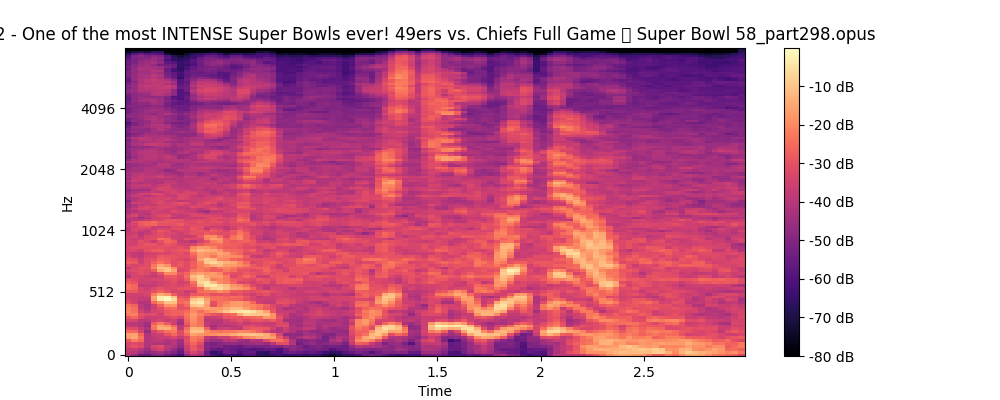 2 - One of the most INTENSE Super Bowls ever! 49ers vs. Chiefs Full Game Super Bowl 58_part298.opus
4096
2048
1024
512
0
Hz
0
0.5
1
1.5
2
2.5
Time
-10 dB
-20 dB
-30 dB
-40 dB
-50 dB
-60 dB
-70 dB
-80 dB